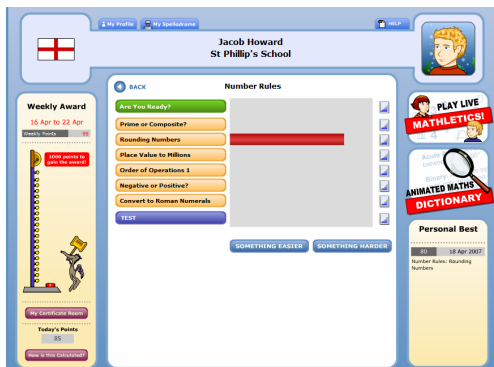 My Profile
My Spellodrome
HELP
Jacob Howard
St Phillip's School
Weekly Award
16 Apr to 22 Apr
Weekly Points
1000 points to
gain the award!
My Certificate Room
Today's Points
85
How is this Calculated?
BACK
Number Rules
Are You Ready?
Prime or Composite?
Rounding Numbers
Place Value to Millions
Order of Operations 1
Negative or Positive?
Convert to Roman Numerals
TEST
SOMETHING EASIER
SOMETHING HARDER
PLAY LIVE
MATHLETICS!
Binary:
ANIMATED MATHS
DICTIONARY
Personal Best
80
18 Apr 2007
Number Rules: Rounding
Numbers